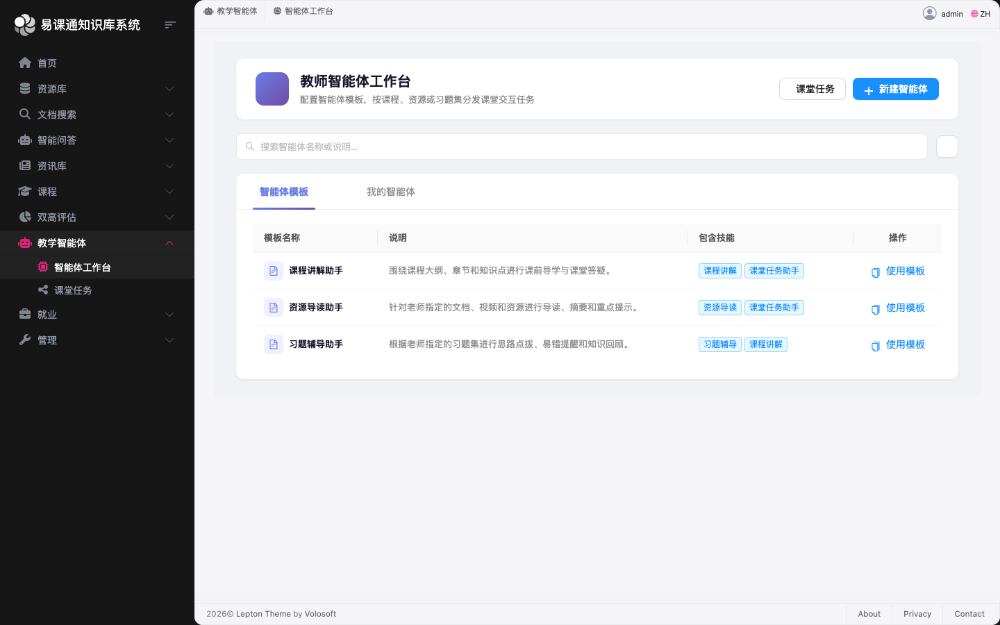 易课通知识库系统
首页
资源库
文档搜索
智能问答
资讯库
课程
双高评估
教学智能体
智能体工作台
课堂任务
就业
管理
教学智能体
智能体工作台
admin
ZH
教师智能体工作台
配置智能体模板，按课程、资源或习题集分发课堂交互任务
课堂任务
新建智能体
搜索智能体名称或说明...
智能体模板
我的智能体
模板名称
说明
包含技能
操作
课程讲解助手
围绕课程大纲、章节和知识点进行课前导学与课堂答疑。
课程讲解
课堂任务助手
使用模板
资源导读助手
针对老师指定的文档、视频和资源进行导读、摘要和重点提示。
资源导读
课堂任务助手
使用模板
习题辅导助手
根据老师指定的习题集进行思路点拨、易错提醒和知识回顾。
习题辅导
课程讲解
使用模板
2026© Lepton Theme by Volosoft
About
Privacy
Contact